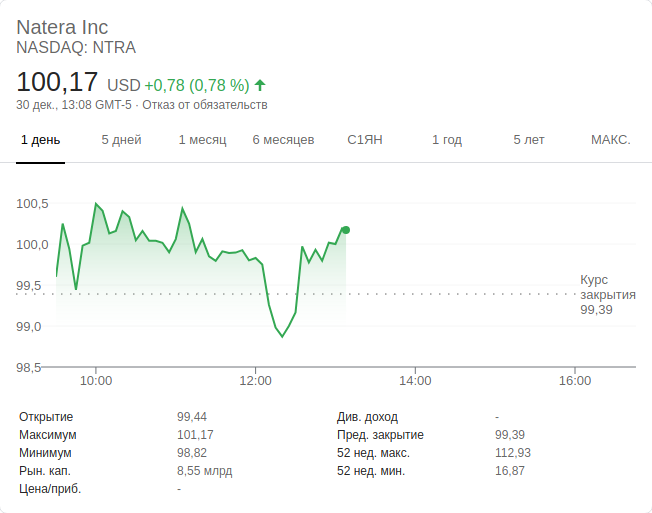 Natera Inc
NASDAQ: NTRA
100,17 USD +0,78 (0,78 %)
30 дек., 13:08 GMT-5 · Отказ от обязательств
1 день 5 дней 1 месяц 6 месяцев С1ЯН 1 год 5 лет МАКС.
100,5
100,0
99,5
99,0
98,5
Курс
закрытия
99,39
10:00 12:00 14:00 16:00
Открытие 99,44 Див. доход -
Максимум 101,17 Пред. закрытие 99,39
Минимум 98,82 52 нед. макс. 112,93
Рын. кап. 8,55 млрд 52 нед. мин. 16,87
Цена/приб. -